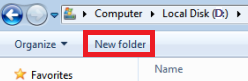 Computer ▸ Local Disk (D:) ▸
Organize ▾ New folder
Favorites Name